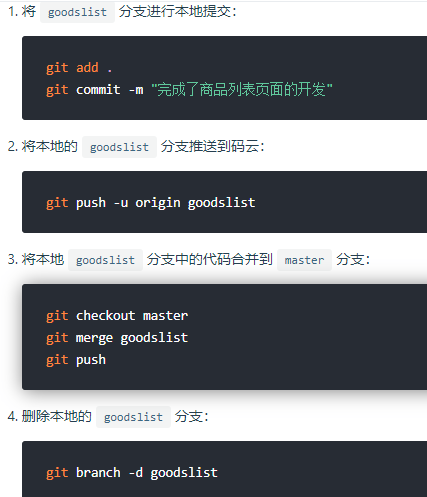 1. 将 goodslist 分支进行本地提交：
git add .
git commit -m "完成了商品列表页面的开发"
2. 将本地的 goodslist 分支推送到码云：
git push -u origin goodslist
3. 将本地 goodslist 分支中的代码合并到 master 分支：
git checkout master
git merge goodslist
git push
4. 删除本地的 goodslist 分支：
git branch -d goodslist